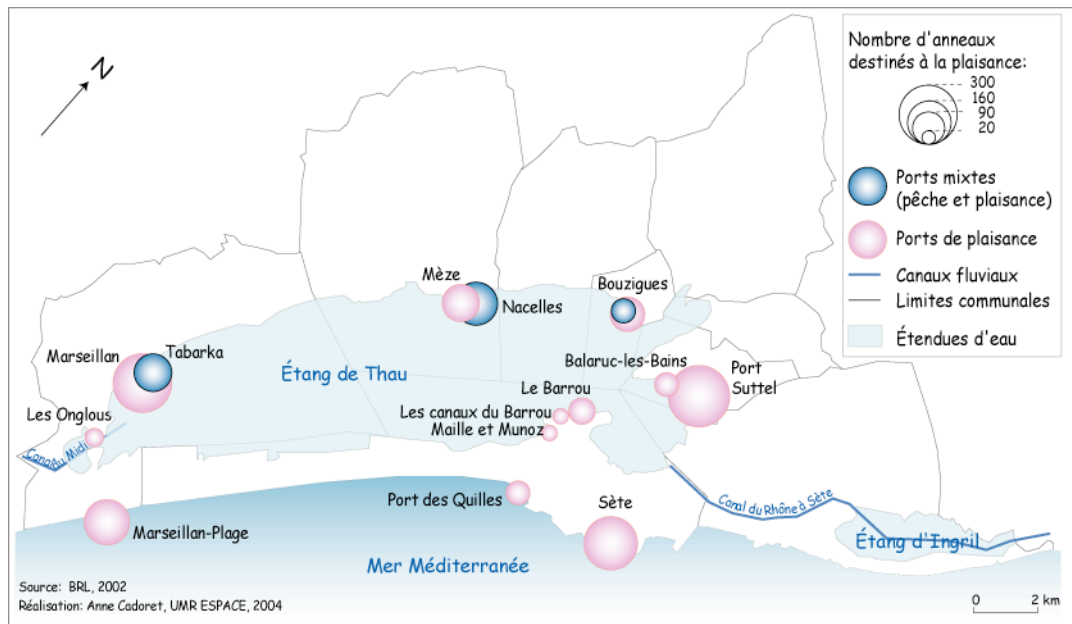 N
Nombre d'anneaux
destinés à la plaisance:
300
160
90
20
Ports mixtes
(pêche et plaisance)
Ports de plaisance
Canaux fluviaux
Limites communales
Étendues d'eau
Mèze
Nacelles
Bouzigues
Marseillan
Tabarka
Étang de Thau
Balaruc-les-Bains
Port
Suttel
Le Barrou
Les Onglous
Les canaux du Barrou
Maille et Munoz
Canal du Midi
Port des Quilles
Sète
Canal du Rhône à Sète
Marseillan-Plage
Étang d'Ingril
Mer Méditerranée
Source: BRL, 2002
Réalisation: Anne Cadoret, UMR ESPACE, 2004
0 2 km